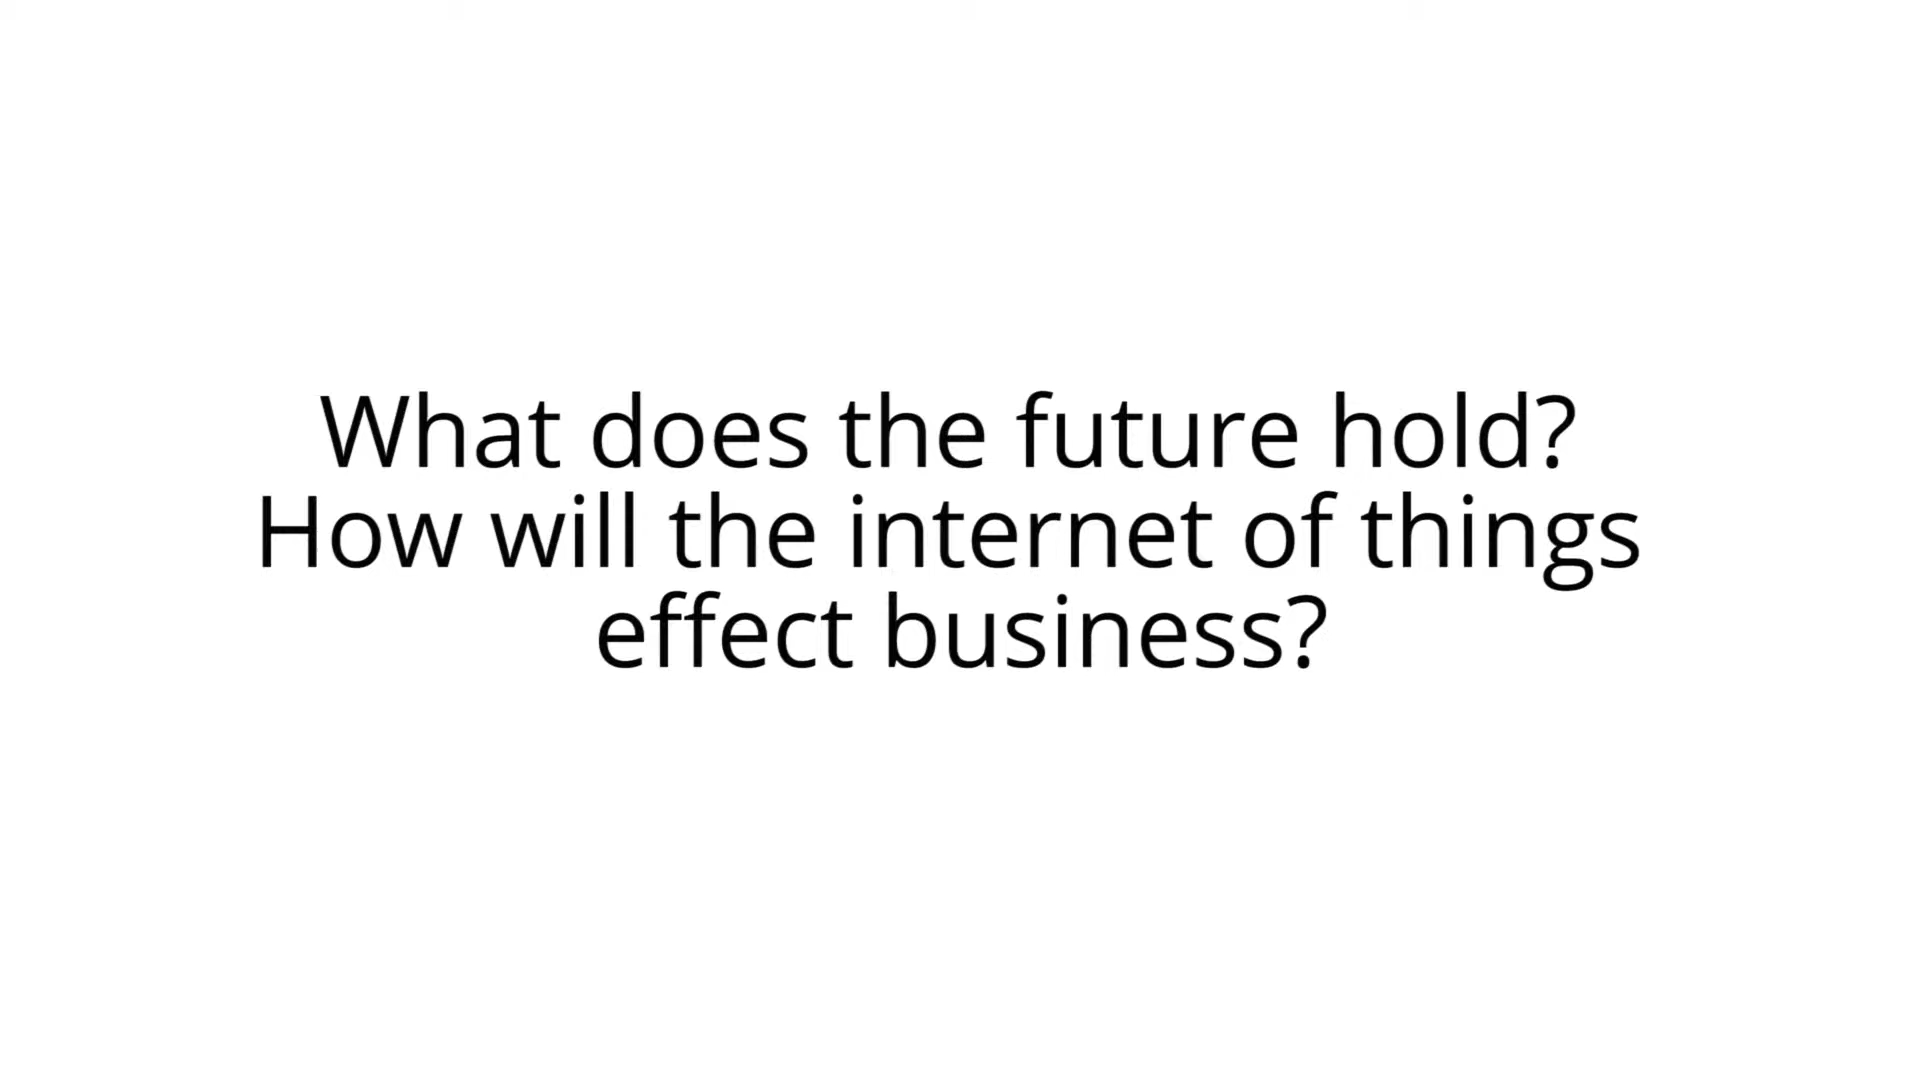 What does the future hold?
How will the internet of things
effect business?